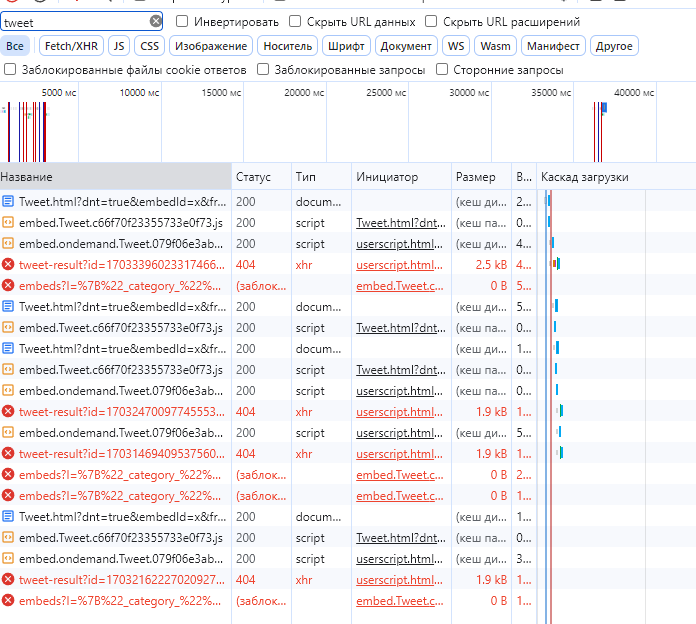 tweet Инвертировать Скрыть URL данных Скрыть URL расширений
Все Fetch/XHR JS CSS Изображение Носитель Шрифт Документ WS Wasm Манифест Другое
Заблокированные файлы cookie ответов Заблокированные запросы Сторонние запросы
5000 мс 10000 мс 15000 мс 20000 мс 25000 мс 30000 мс 35000 мс 40000 мс
Название Статус Тип Инициатор Размер В... Каскад загрузки
Tweet.html?dnt=true&embedId=x&fr... 200 docum... (кеш ди... 2...
embed.Tweet.c66f70f23355733e0f73.js 200 script Tweet.html?dnt... (кеш па... 0...
embed.ondemand.Tweet.079f06e3ab... 200 script userscript.html... (кеш ди... 4...
tweet-result?id=17033396023317466... 404 xhr userscript.html... 2.5 kB 4...
embeds?l=%7B%22_category_%22%... (заблок... embed.Tweet.c... 0 B 5...
Tweet.html?dnt=true&embedId=x&fr... 200 docum... (кеш ди... 5...
embed.Tweet.c66f70f23355733e0f73.js 200 script Tweet.html?dnt... (кеш па... 0...
Tweet.html?dnt=true&embedId=x&fr... 200 docum... (кеш ди... 1...
embed.Tweet.c66f70f23355733e0f73.js 200 script Tweet.html?dnt... (кеш па... 0...
embed.ondemand.Tweet.079f06e3ab... 200 script userscript.html... (кеш па... 0...
tweet-result?id=17032470097745553... 404 xhr userscript.html... 1.9 kB 1...
embed.ondemand.Tweet.079f06e3ab... 200 script userscript.html... (кеш ди... 5...
tweet-result?id=17031469409537560... 404 xhr userscript.html... 1.9 kB 1...
embeds?l=%7B%22_category_%22%... (заблок... embed.Tweet.c... 0 B 2...
embeds?l=%7B%22_category_%22%... (заблок... embed.Tweet.c... 0 B 1...
Tweet.html?dnt=true&embedId=x&fr... 200 docum... (кеш ди... 1...
embed.Tweet.c66f70f23355733e0f73.js 200 script Tweet.html?dnt... (кеш па... 0...
embed.ondemand.Tweet.079f06e3ab... 200 script userscript.html... (кеш ди... 3...
tweet-result?id=17032162227020927... 404 xhr userscript.html... 1.9 kB 1...
embeds?l=%7B%22_category_%22%... (заблок... embed.Tweet.c... 0 B 1...